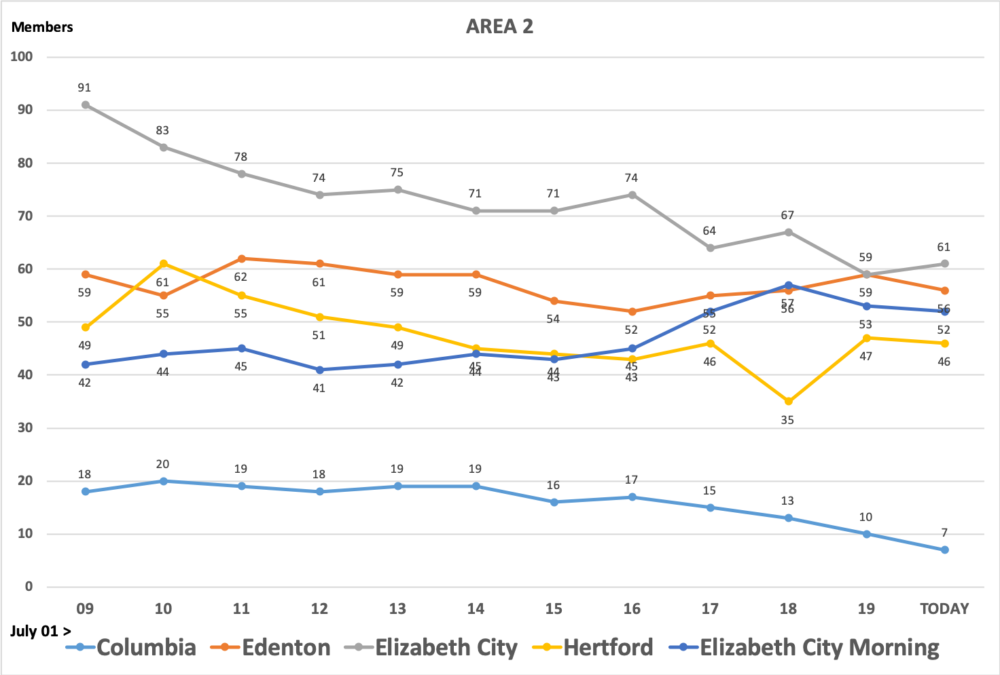 AREA 2
Members
100
90
80
70
60
50
40
30
20
10
0
91 83 78 74 75 71 71 74 64 67 59 61
59 55 62 61 59 59 54 52 55 56 59 56
49 61 55 51 49 45 44 43 46 35 47 46
42 44 45 41 42 44 43 45 52 57 53 52
18 20 19 18 19 19 16 17 15 13 10 7
09 10 11 12 13 14 15 16 17 18 19 TODAY
July 01 >
Columbia Edenton Elizabeth City Hertford Elizabeth City Morning